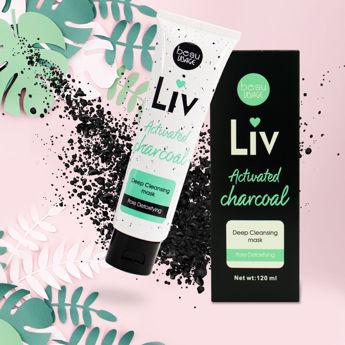 beau
VISAGE
Liv
Activated
charcoal
Deep Cleansing
mask
Pore Detoxifying
beau
VISAGE
Liv
Activated
charcoal
Deep Cleansing
mask
Pore Detoxifying
Net wt: 120 ml